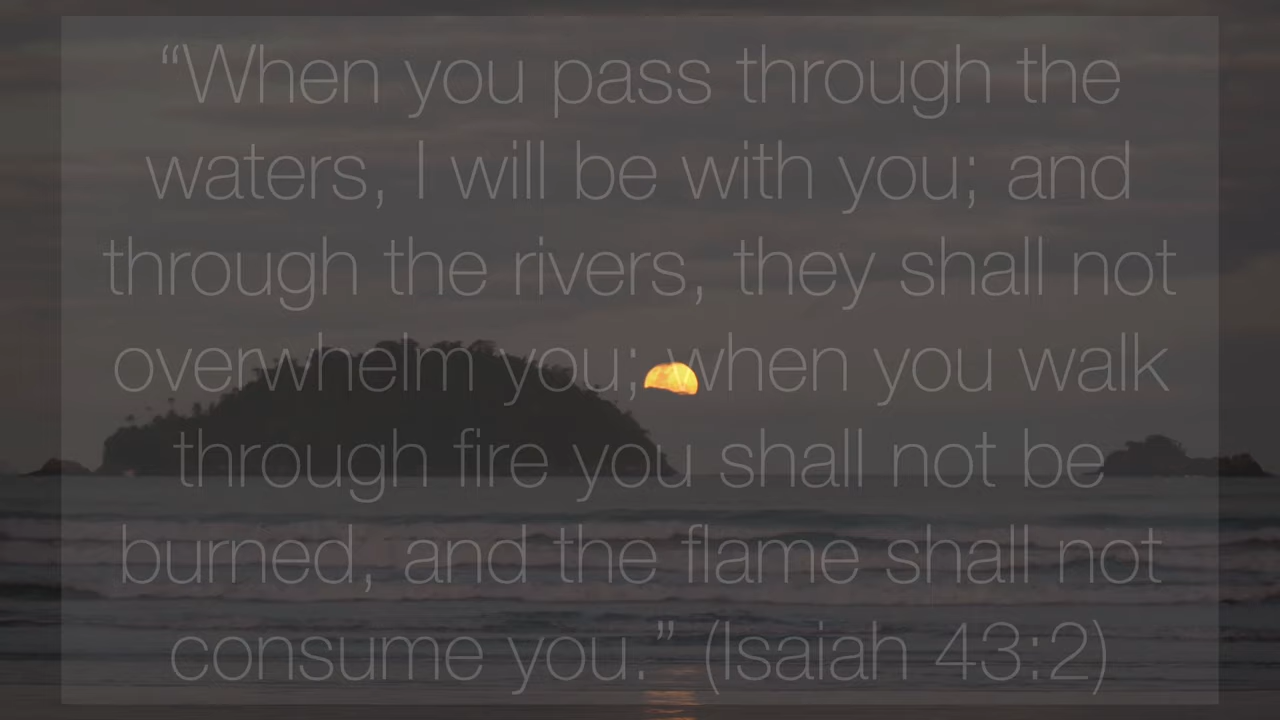 “When you pass through the
waters, I will be with you; and
through the rivers, they shall not
overwhelm you; when you walk
through fire you shall not be
burned, and the flame shall not
consume you.” (Isaiah 43:2)